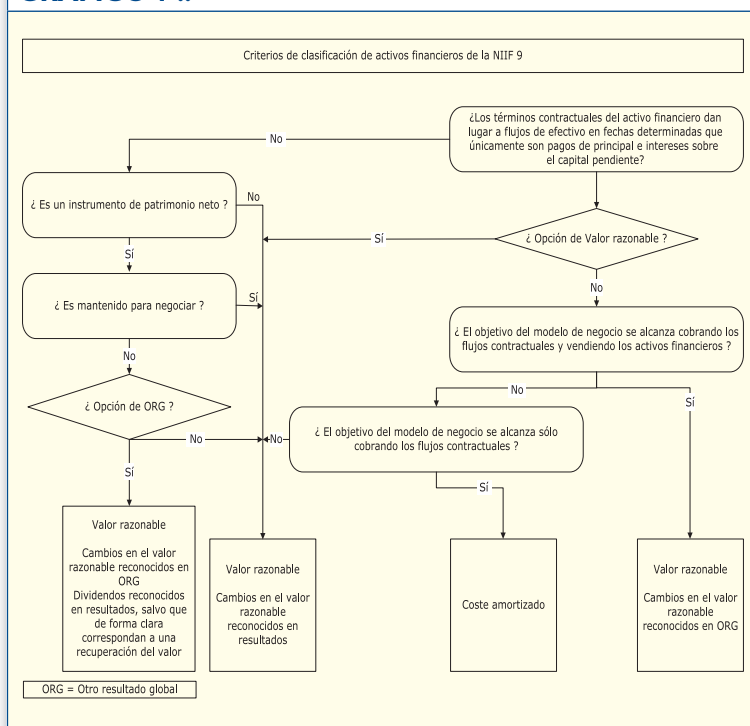 Criterios de clasificación de activos financieros de la NIIF 9
¿Los términos contractuales del activo financiero dan
lugar a flujos de efectivo en fechas determinadas que
únicamente son pagos de principal e intereses sobre
el capital pendiente?
No
¿ Es un instrumento de patrimonio neto ?
No
¿ Opción de Valor razonable ?
Sí
Sí
No
¿ Es mantenido para negociar ?
Sí
¿ El objetivo del modelo de negocio se alcanza cobrando los
flujos contractuales y vendiendo los activos financieros ?
No
No
Sí
¿ Opción de ORG ?
No
No
¿ El objetivo del modelo de negocio se alcanza sólo
cobrando los flujos contractuales ?
Sí
Sí
Valor razonable
Cambios en el valor
razonable reconocidos en
ORG
Dividendos reconocidos
en resultados, salvo que
de forma clara
correspondan a una
recuperación del valor
Valor razonable
Cambios en el valor
razonable
reconocidos en
resultados
Coste amortizado
Valor razonable
Cambios en el valor
razonable
reconocidos en ORG
ORG = Otro resultado global